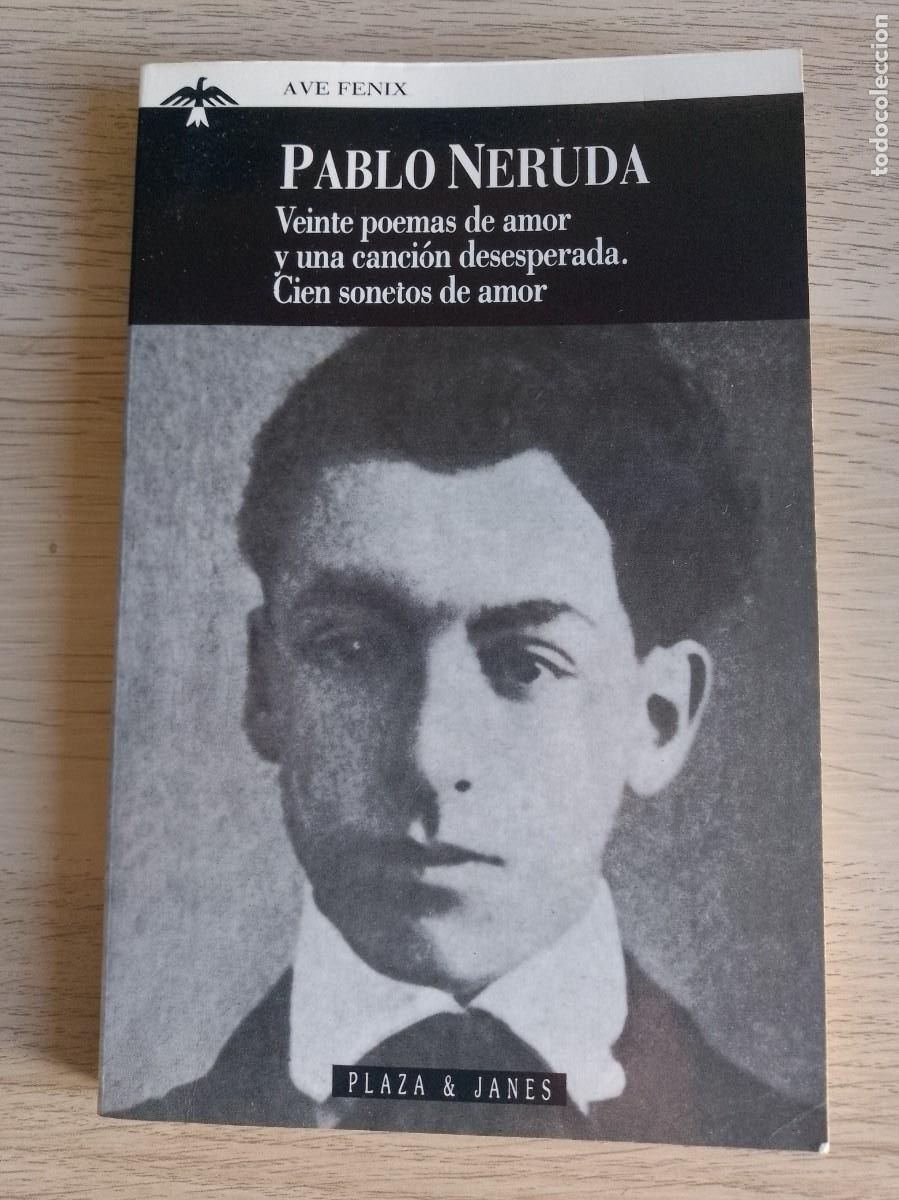 AVE FENIX
PABLO NERUDA
Veinte poemas de amor
y una canción desesperada.
Cien sonetos de amor
PLAZA & JANES
todocoleccion